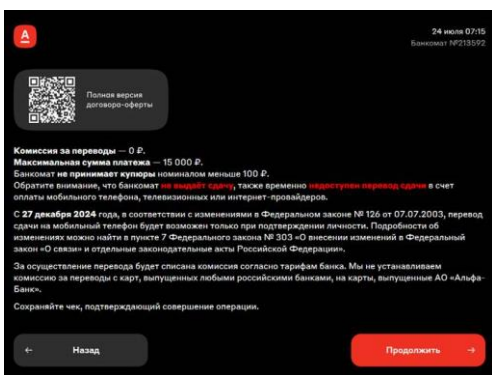 А
24 июля 07:15
Банкомат №213592
Полная версия
договора-оферты
Комиссия за переводы — 0 ₽.
Максимальная сумма платежа — 15 000 ₽.
Банкомат не принимает купюры номиналом меньше 100 ₽.
Обратите внимание, что банкомат не выдаёт сдачу, также временно недоступен перевод сдачи в счет
оплаты мобильного телефона, телевизионных или интернет-провайдеров.
С 27 декабря 2024 года, в соответствии с изменениями в Федеральном законе № 126 от 07.07.2003, перевод
сдачи на мобильный телефон будет возможен только при подтверждении личности. Подробности об
изменениях можно найти в пункте 7 Федерального закона № 303 «О внесении изменений в Федеральный
закон «О связи» и отдельные законодательные акты Российской Федерации».
За осуществление перевода будет списана комиссия согласно тарифам банка. Мы не устанавливаем
комиссию за переводы с карт, выпущенных любыми российскими банками, на карты, выпущенные АО «Альфа-
Банк».
Сохраняйте чек, подтверждающий совершение операции.
← Назад
Продолжить →